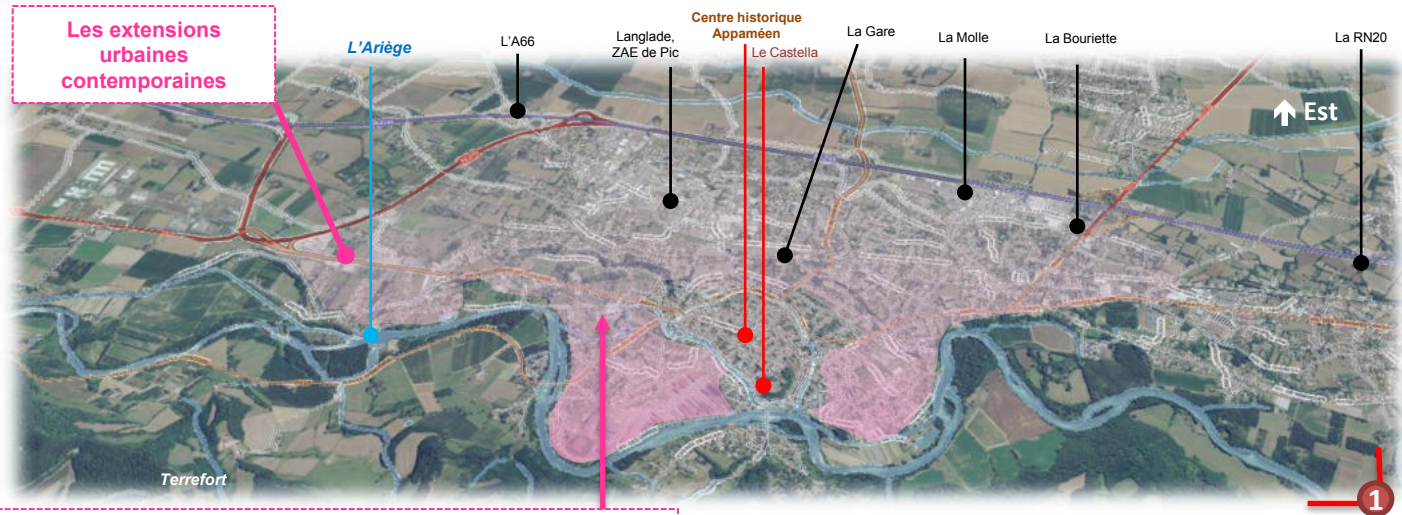 Les extensions
urbaines
contemporaines
L'Ariège
L'A66
Langlade,
ZAE de Pic
Centre historique
Appaméen
Le Castella
La Gare
La Molle
La Bouriette
La RN20
Est
Terrefort
1